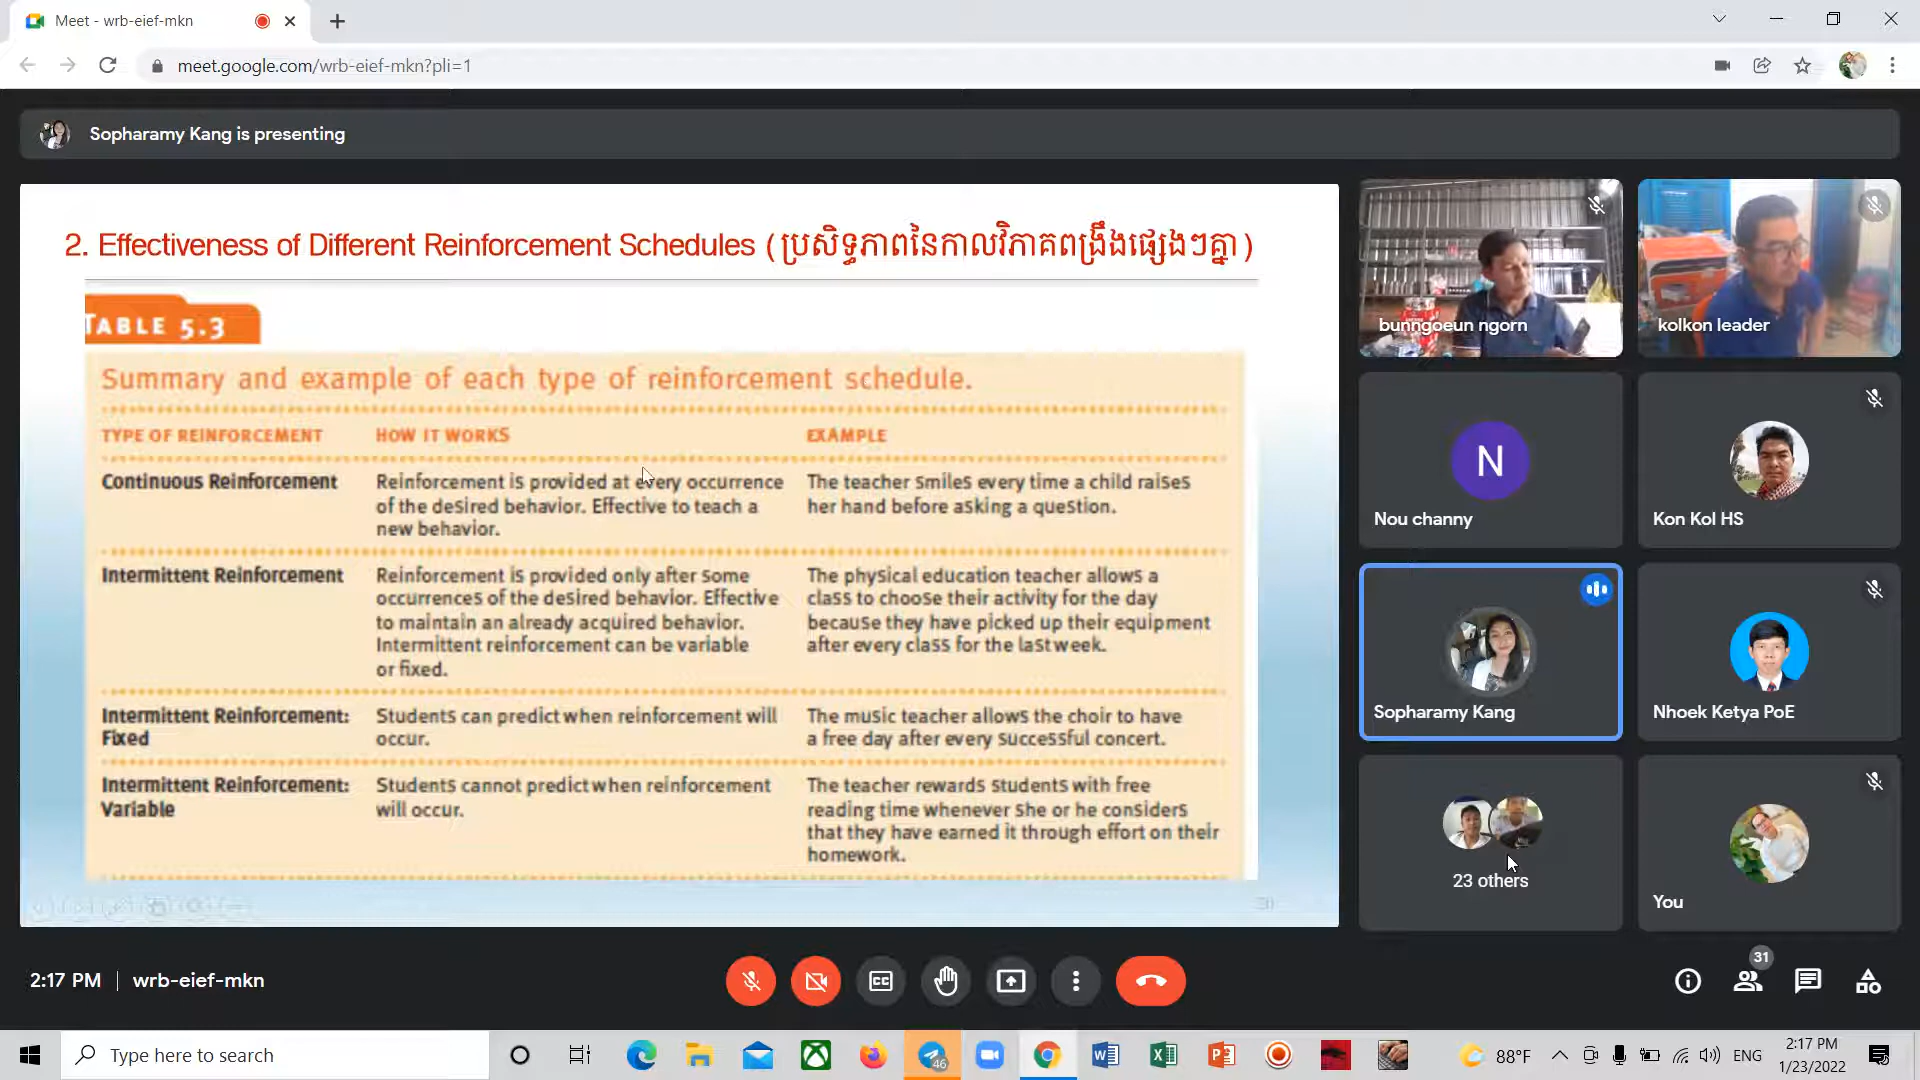 Meet - wrb-eief-mkn
meet.google.com/wrb-eief-mkn?pli=1
Sopharamy Kang is presenting
2. Effectiveness of Different Reinforcement Schedules (ប្រសិទ្ធភាពនៃកាលវិភាគពង្រឹងផ្សេងៗគ្នា)
TABLE 5.3
Summary and example of each type of reinforcement schedule.
TYPE OF REINFORCEMENT HOW IT WORKS EXAMPLE
Continuous Reinforcement Reinforcement is provided at every occurrence The teacher smiles every time a child raises
of the desired behavior. Effective to teach a her hand before asking a question.
new behavior.
Intermittent Reinforcement Reinforcement is provided only after some The physical education teacher allows a
occurrences of the desired behavior. Effective class to choose their activity for the day
to maintain an already acquired behavior. because they have picked up their equipment
Intermittent reinforcement can be variable after every class for the last week.
or fixed.
Intermittent Reinforcement: Students can predict when reinforcement will The music teacher allows the choir to have
Fixed occur. a free day after every successful concert.
Intermittent Reinforcement: Students cannot predict when reinforcement The teacher rewards students with free
Variable will occur. reading time whenever she or he considers
that they have earned it through effort on their
homework.
bunngoeun ngorn
kolkon leader
N
Nou channy
Kon Kol HS
Sopharamy Kang
Nhoek Ketya PoE
23 others
You
2:17 PM | wrb-eief-mkn
CC
31
Type here to search
46
88°F
ENG
2:17 PM
1/23/2022